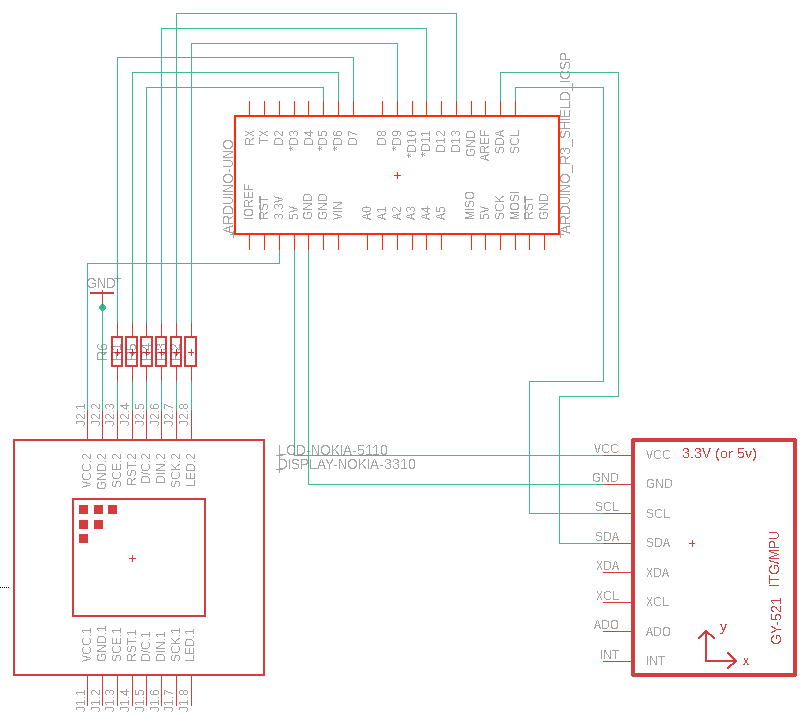 RX TX D2 *D3 D4 *D5 *D6 D7 D8 *D9 *D10 *D11 D12 D13 GND AREF SDA SCL
ARDUINO-UNO
ARDUINO_R3_SHIELD_ICSP
IOREF RST 3.3V 5V GND GND VIN A0 A1 A2 A3 A4 A5 MISO 5V SCK MOSI RST GND
GND
R6
J2.1 J2.2 J2.3 J2.4 J2.5 J2.6 J2.7 J2.8
VCC.2 GND.2 SCE.2 RST.2 D/C.2 DIN.2 SCK.2 LED.2
LCD-NOKIA-5110
DISPLAY-NOKIA-3310
VCC.1 GND.1 SCE.1 RST.1 D/C.1 DIN.1 SCK.1 LED.1
J1.1 J1.2 J1.3 J1.4 J1.5 J1.6 J1.7 J1.8
VCC VCC 3.3V (or 5v)
GND GND
SCL SCL
SDA SDA
XDA XDA
XCL XCL
ADO ADO
INT INT
GY-521 ITG/MPU
y
x